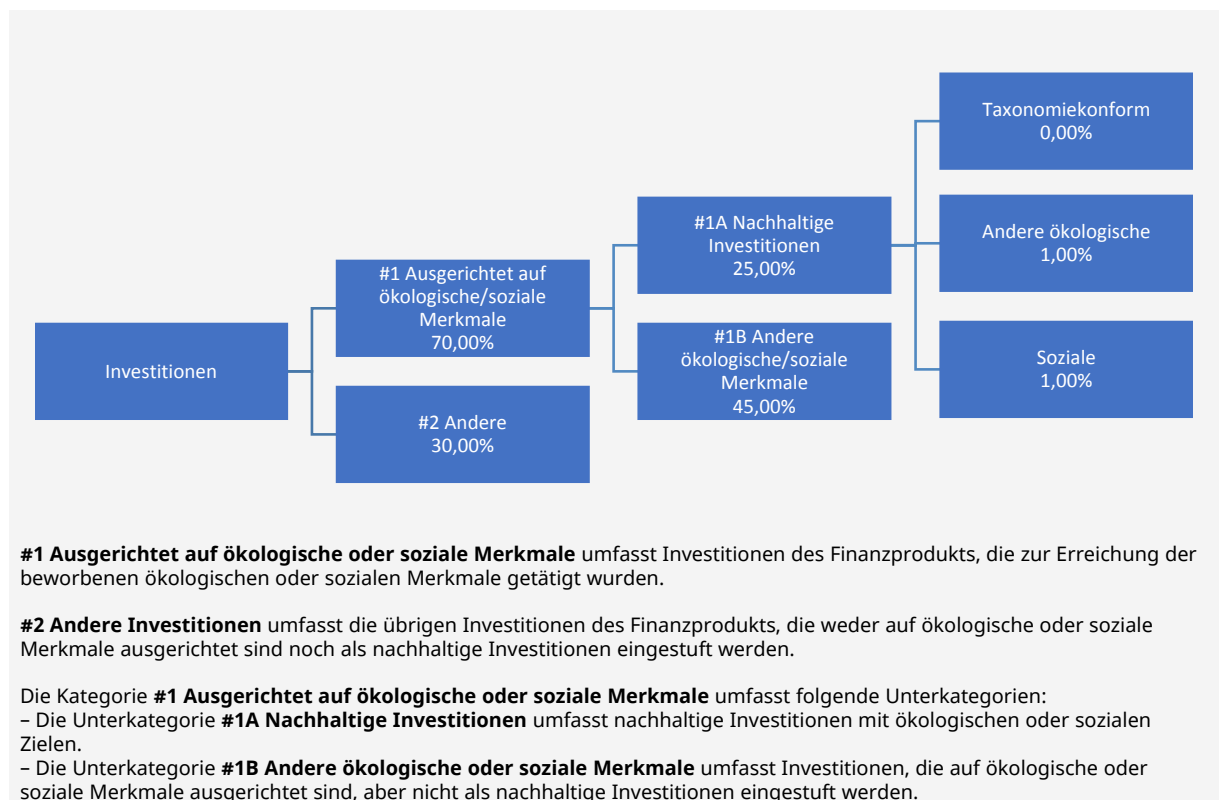 Investitionen
#1 Ausgerichtet auf
ökologische/soziale
Merkmale
70,00%
#2 Andere
30,00%
#1A Nachhaltige
Investitionen
25,00%
#1B Andere
ökologische/soziale
Merkmale
45,00%
Taxonomiekonform
0,00%
Andere ökologische
1,00%
Soziale
1,00%
#1 Ausgerichtet auf ökologische oder soziale Merkmale umfasst Investitionen des Finanzprodukts, die zur Erreichung der
beworbenen ökologischen oder sozialen Merkmale getätigt wurden.
#2 Andere Investitionen umfasst die übrigen Investitionen des Finanzprodukts, die weder auf ökologische oder soziale
Merkmale ausgerichtet sind noch als nachhaltige Investitionen eingestuft werden.
Die Kategorie #1 Ausgerichtet auf ökologische oder soziale Merkmale umfasst folgende Unterkategorien:
– Die Unterkategorie #1A Nachhaltige Investitionen umfasst nachhaltige Investitionen mit ökologischen oder sozialen
Zielen.
– Die Unterkategorie #1B Andere ökologische oder soziale Merkmale umfasst Investitionen, die auf ökologische oder
soziale Merkmale ausgerichtet sind, aber nicht als nachhaltige Investitionen eingestuft werden.